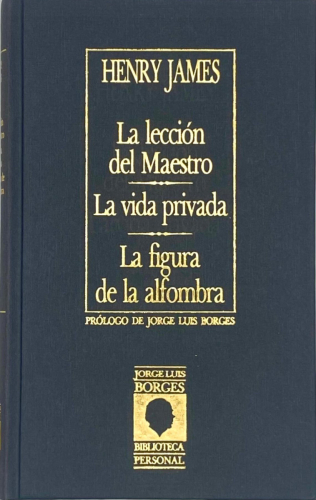 HENRY JAMES
La lección
del Maestro
La vida privada
La figura
de la alfombra
PRÓLOGO DE JORGE LUIS BORGES
JORGE LUIS
BORGES
BIBLIOTECA
PERSONAL